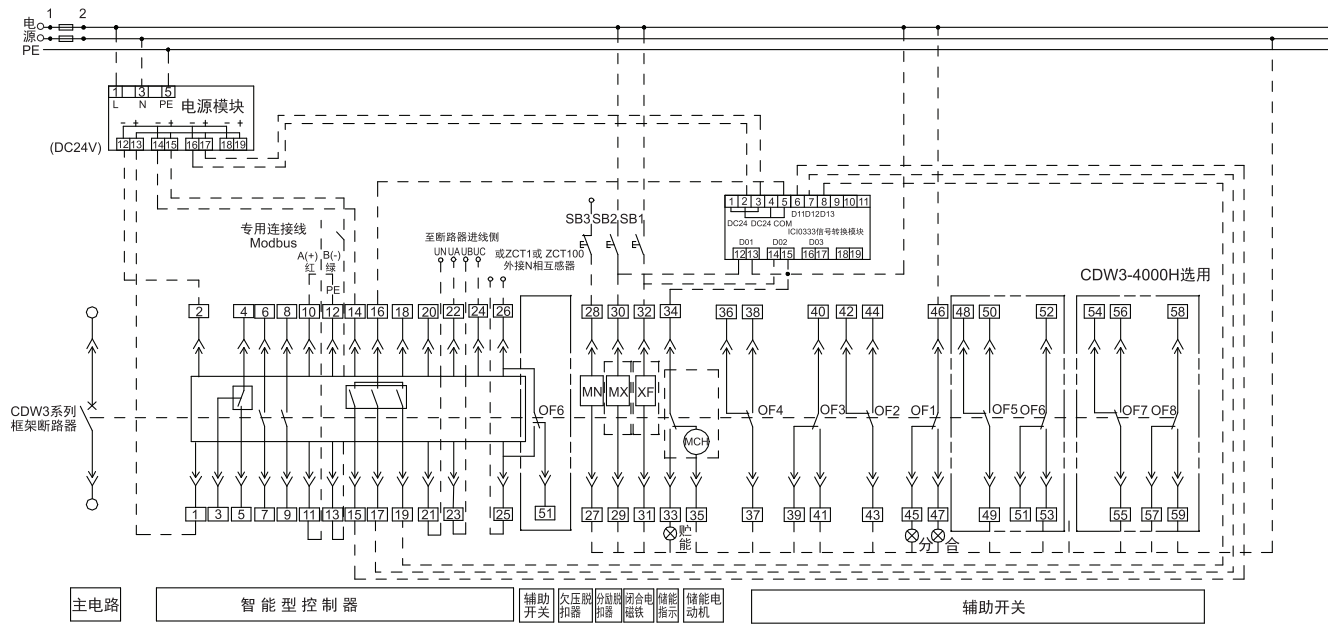 1 2
电
源
PE
1 3 5
L N PE 电源模块
- + - + - + - +
12 13 14 15 16 17 18 19
(DC24V)
1 2 3 4 5 6 7 8 9 10 11
D11D12D13
DC24 DC24 COM
ICI0333信号转换模块
D01 D02 D03
12 13 14 15 16 17 18 19
SB3 SB2 SB1
专用连接线
Modbus
A(+) B(-)
红 绿
PE
至断路器进线侧
UN UA UB UC
或ZCT1或 ZCT100
外接N相互感器
CDW3-4000H选用
2 4 6 8 10 12 14 16 18 20 22 24 26 28 30 32 34 36 38 40 42 44 46 48 50 52 54 56 58
MN MX XF
MCH
CDW3系列
框架断路器
OF6 OF4 OF3 OF2 OF1 OF5 OF6 OF7 OF8
1 3 5 7 9 11 13 15 17 19 21 23 25 51 27 29 31 33 35 37 39 41 43 45 47 49 51 53 55 57 59
贮
能
分 合
主电路
智能型控制器
辅助
开关
欠压脱
扣器
分励脱
扣器
闭合电
磁铁
储能
指示
储能电
动机
辅助开关